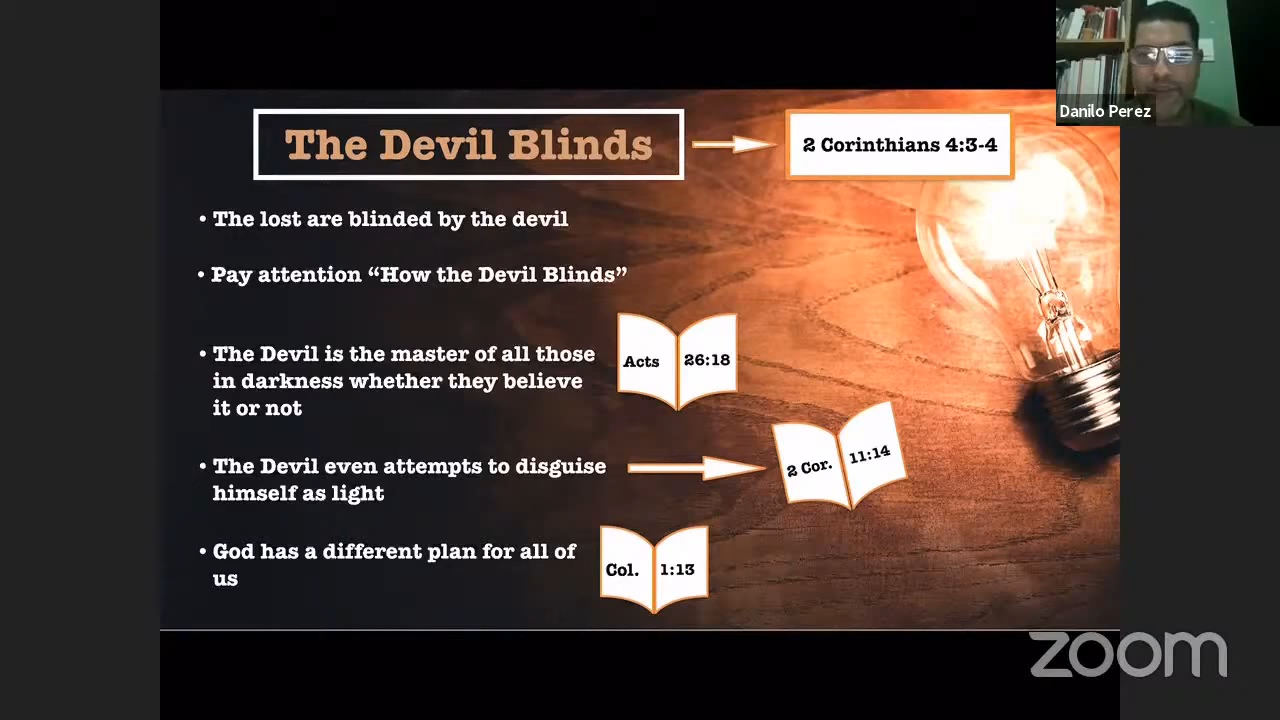 Danilo Perez
The Devil Blinds
2 Corinthians 4:3-4
• The lost are blinded by the devil
• Pay attention “How the Devil Blinds”
• The Devil is the master of all those
in darkness whether they believe
it or not
Acts 26:18
• The Devil even attempts to disguise
himself as light
2 Cor. 11:14
• God has a different plan for all of
us
Col. 1:13
zoom